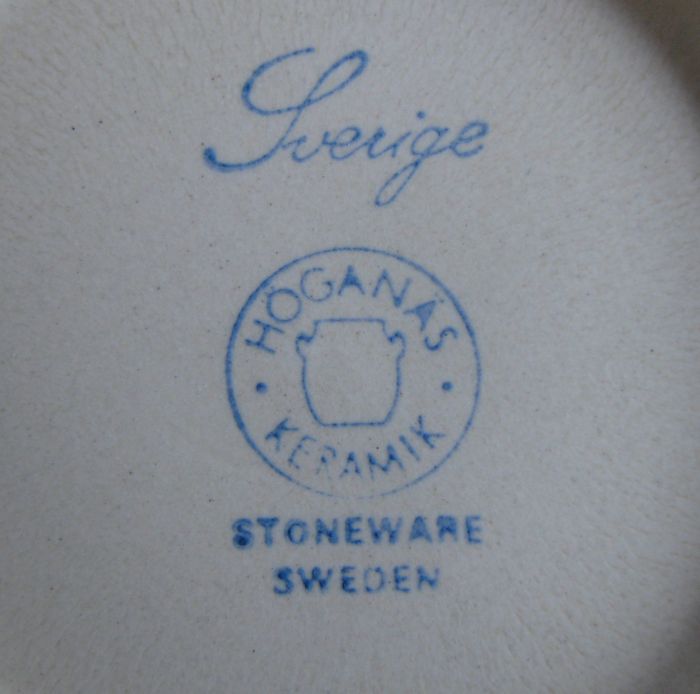 Sverige
HÖGANÄS
KERAMIK
STONEWARE
SWEDEN